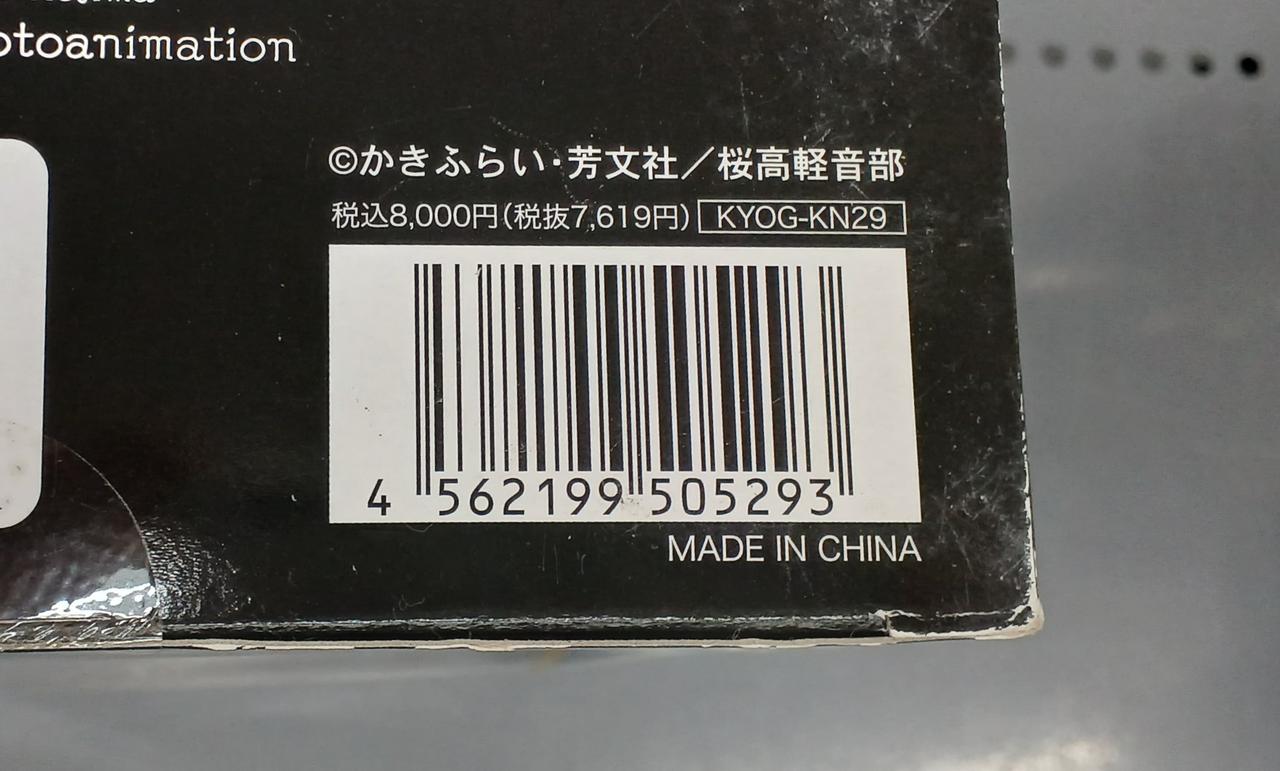 otoanimation
©かきふらい・芳文社／桜高軽音部
税込8,000円(税抜7,619円) KYOG-KN29
4 562199 505293
MADE IN CHINA